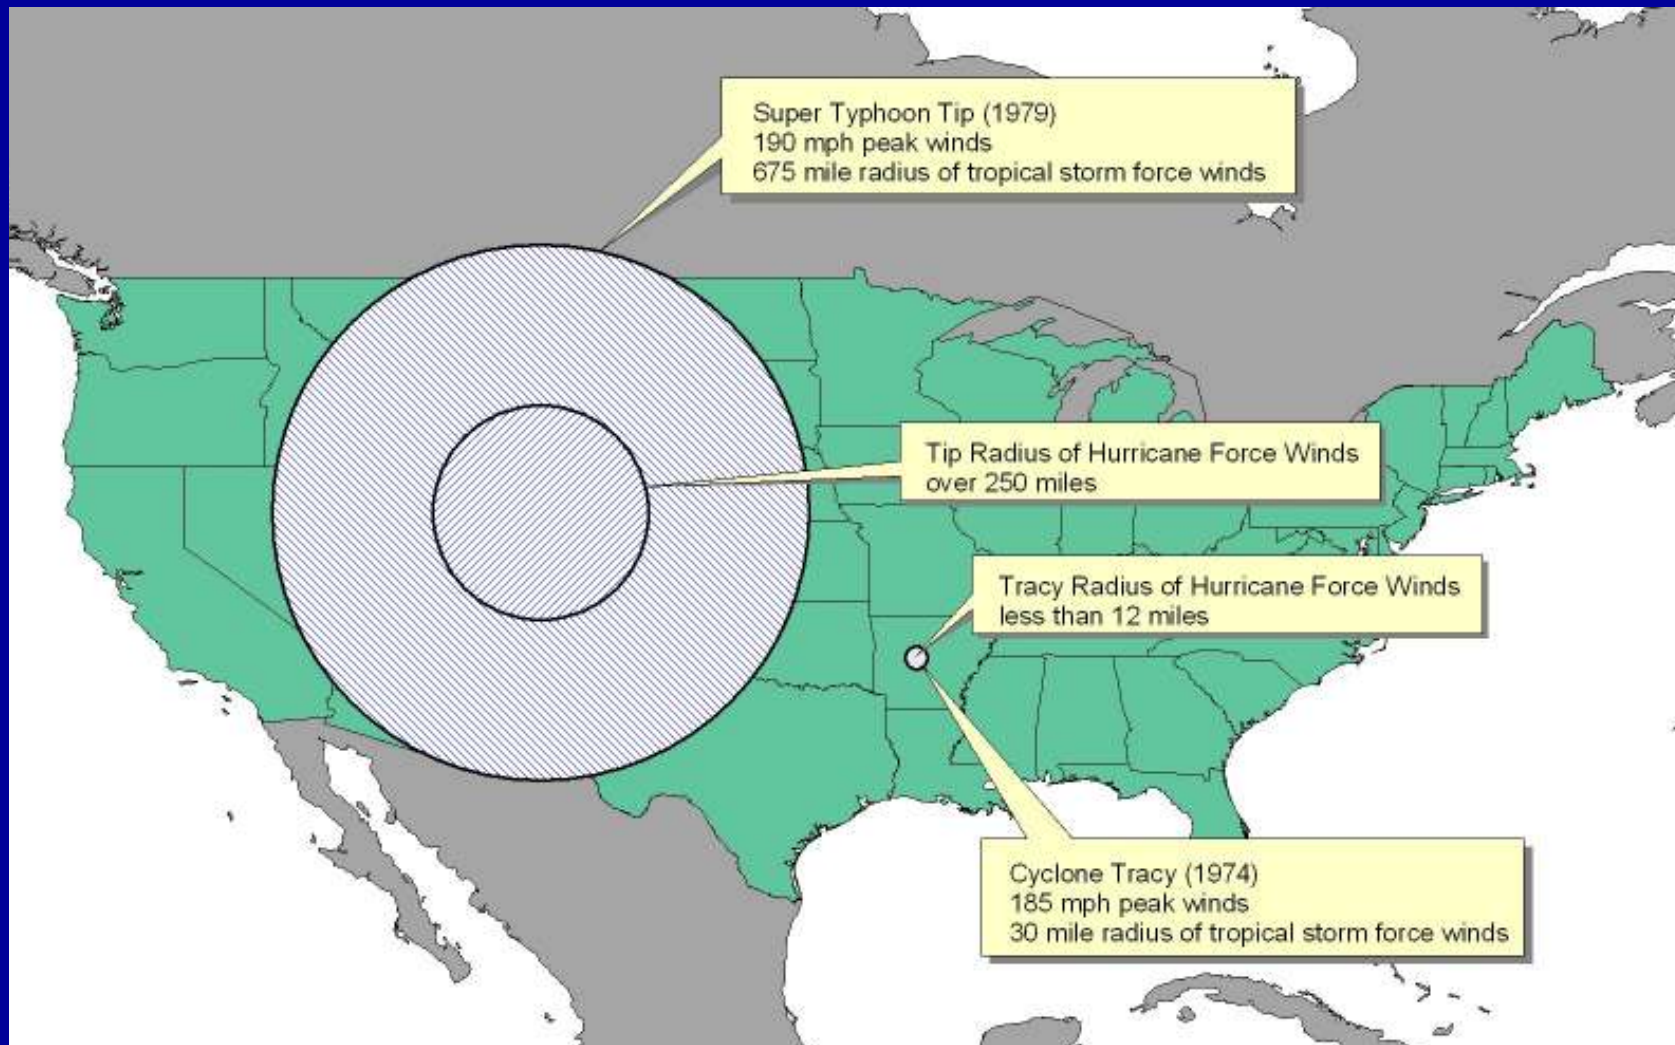 Super Typhoon Tip (1979)
190 mph peak winds
675 mile radius of tropical storm force winds
Tip Radius of Hurricane Force Winds
over 250 miles
Tracy Radius of Hurricane Force Winds
less than 12 miles
Cyclone Tracy (1974)
185 mph peak winds
30 mile radius of tropical storm force winds